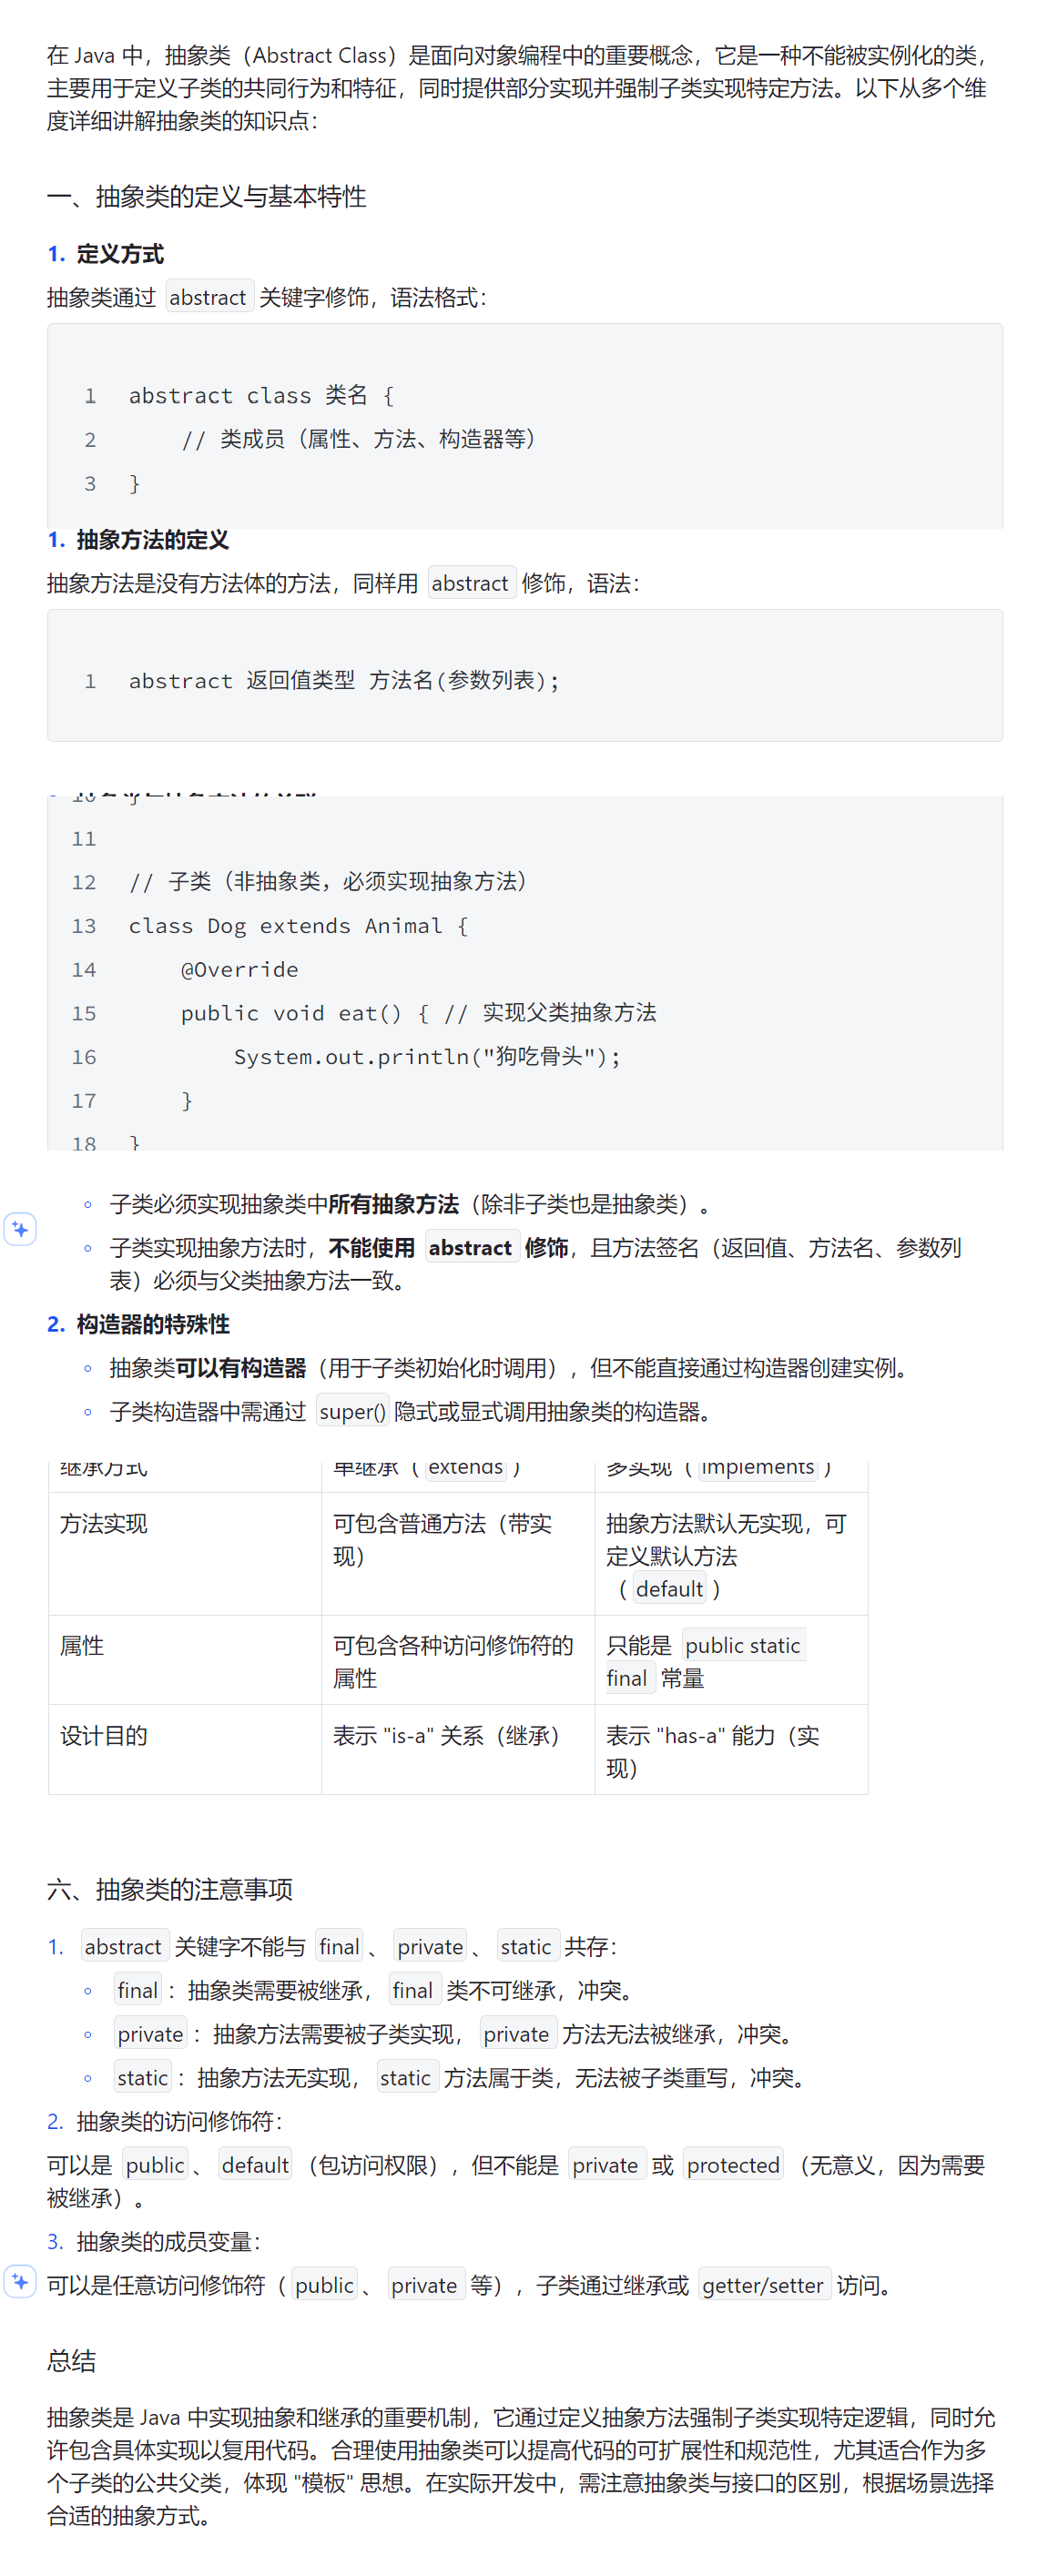 在 Java 中，抽象类（Abstract Class）是面向对象编程中的重要概念，它是一种不能被实例化的类，
主要用于定义子类的共同行为和特征，同时提供部分实现并强制子类实现特定方法。以下从多个维
度详细讲解抽象类的知识点：
一、抽象类的定义与基本特性
1. 定义方式
抽象类通过 abstract 关键字修饰，语法格式：
1 abstract class 类名 {
2 // 类成员（属性、方法、构造器等）
3 }
1. 抽象方法的定义
抽象方法是没有方法体的方法，同样用 abstract 修饰，语法：
1 abstract 返回值类型 方法名(参数列表);
10 }
11
12 // 子类（非抽象类，必须实现抽象方法）
13 class Dog extends Animal {
14 @Override
15 public void eat() { // 实现父类抽象方法
16 System.out.println("狗吃骨头");
17 }
18 }
◦ 子类必须实现抽象类中所有抽象方法（除非子类也是抽象类）。
◦ 子类实现抽象方法时，不能使用 abstract 修饰，且方法签名（返回值、方法名、参数列
表）必须与父类抽象方法一致。
2. 构造器的特殊性
◦ 抽象类可以有构造器（用于子类初始化时调用），但不能直接通过构造器创建实例。
◦ 子类构造器中需通过 super() 隐式或显式调用抽象类的构造器。
继承方式 单继承（ extends ） 多实现（ implements ）
方法实现 可包含普通方法（带实 抽象方法默认无实现，可
现） 定义默认方法
（ default ）
属性 可包含各种访问修饰符的 只能是 public static
属性 final 常量
设计目的 表示 "is-a" 关系（继承） 表示 "has-a" 能力（实
现）
六、抽象类的注意事项
1. abstract 关键字不能与 final 、 private 、 static 共存：
◦ final ：抽象类需要被继承， final 类不可继承，冲突。
◦ private ：抽象方法需要被子类实现， private 方法无法被继承，冲突。
◦ static ：抽象方法无实现， static 方法属于类，无法被子类重写，冲突。
2. 抽象类的访问修饰符：
可以是 public 、 default （包访问权限），但不能是 private 或 protected （无意义，因为需要
被继承）。
3. 抽象类的成员变量：
可以是任意访问修饰符（ public 、 private 等），子类通过继承或 getter/setter 访问。
总结
抽象类是 Java 中实现抽象和继承的重要机制，它通过定义抽象方法强制子类实现特定逻辑，同时允
许包含具体实现以复用代码。合理使用抽象类可以提高代码的可扩展性和规范性，尤其适合作为多
个子类的公共父类，体现 "模板" 思想。在实际开发中，需注意抽象类与接口的区别，根据场景选择
合适的抽象方式。